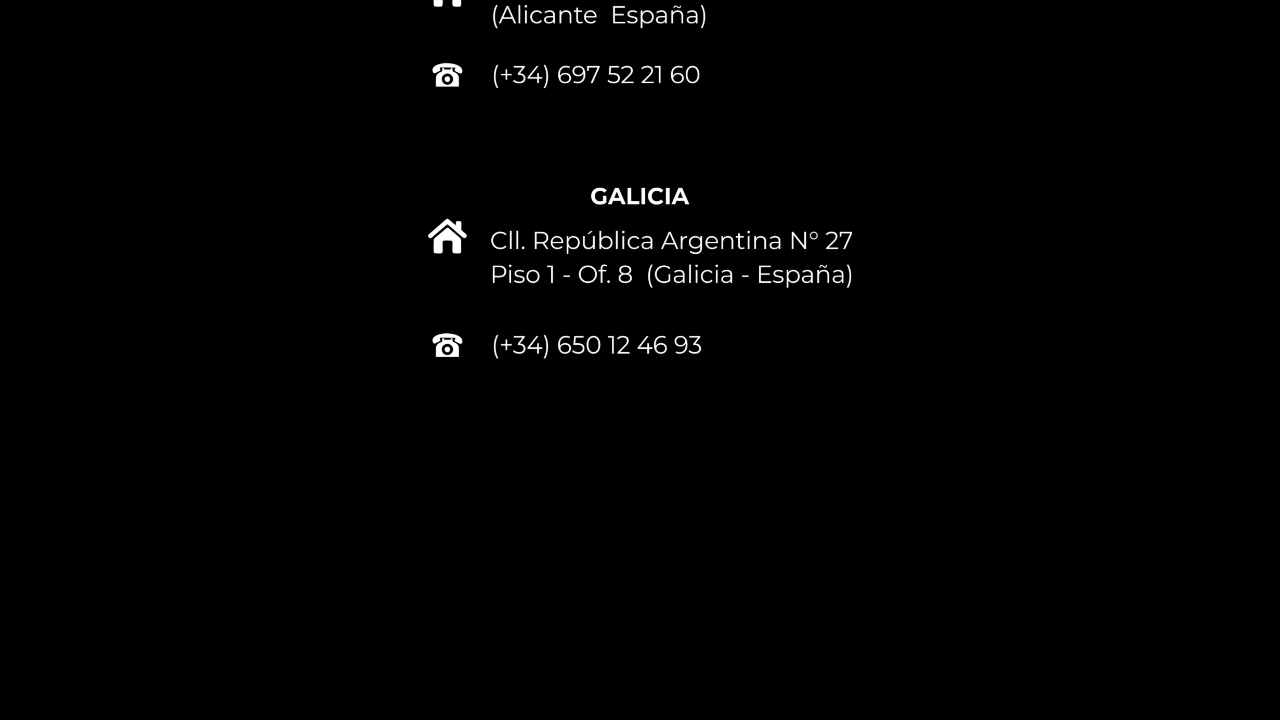 (Alicante  España)
(+34) 697 52 21 60
GALICIA
Cll. República Argentina N° 27
Piso 1 - Of. 8  (Galicia - España)
(+34) 650 12 46 93